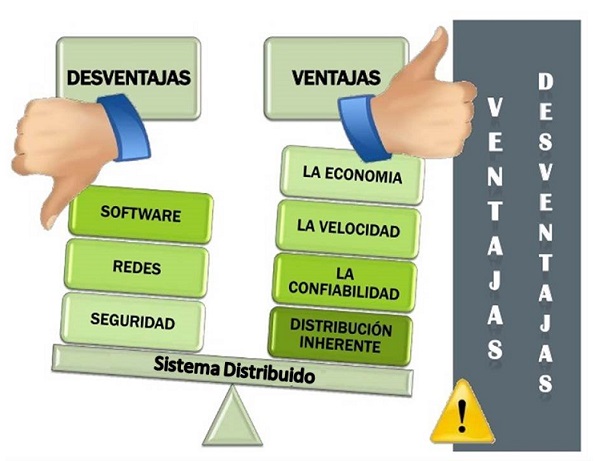 DESVENTAJAS
SOFTWARE
REDES
SEGURIDAD
VENTAJAS
LA ECONOMIA
LA VELOCIDAD
LA
CONFIABILIDAD
DISTRIBUCIÓN
INHERENTE
Sistema Distribuido
VENTAJAS
DESVENTAJAS
!